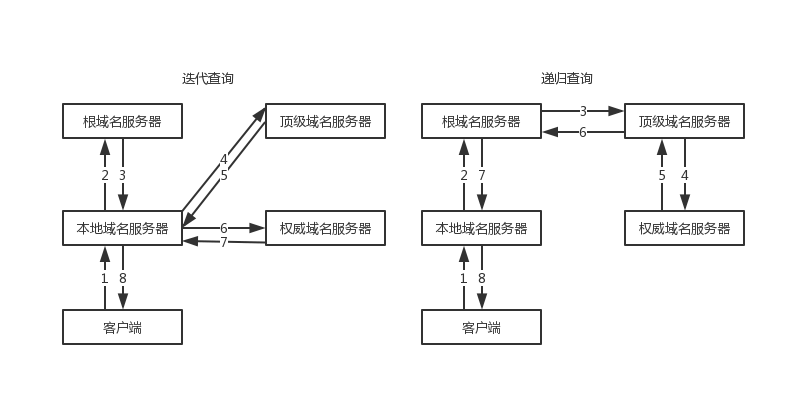 迭代查询
递归查询
根域名服务器
顶级域名服务器
根域名服务器
3
顶级域名服务器
6
4
2
3
5
2
7
5
4
本地域名服务器
6
权威域名服务器
本地域名服务器
权威域名服务器
7
1
8
1
8
客户端
客户端